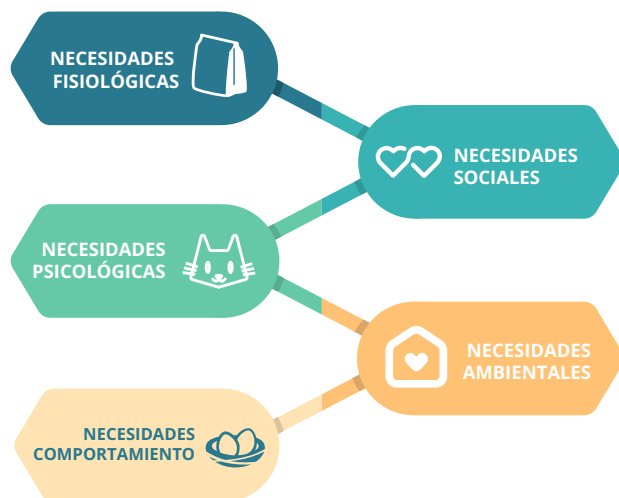 NECESIDADES
FISIOLÓGICAS
NECESIDADES
SOCIALES
NECESIDADES
PSICOLÓGICAS
NECESIDADES
AMBIENTALES
NECESIDADES
COMPORTAMIENTO